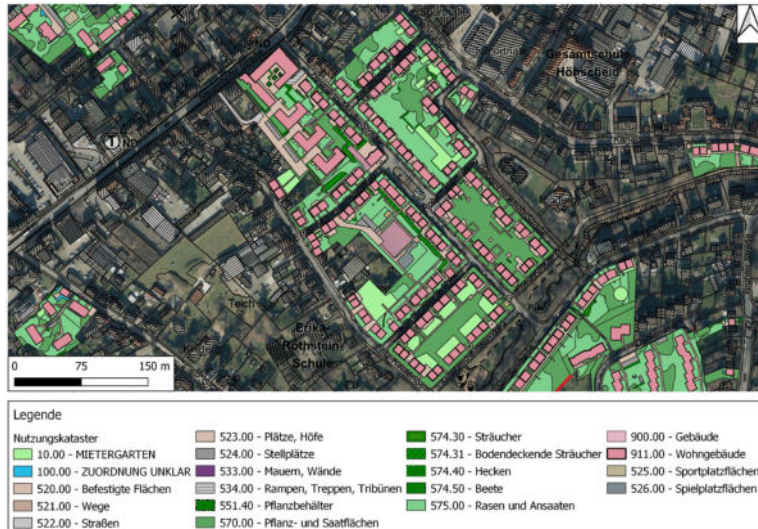 ND
Gesamtschule
Höhscheid
ND
Teich
Erika-
Rothstein-
Schule
0 75 150 m
Legende
Nutzungskataster
10.00 - MIETERGARTEN
100.00 - ZUORDNUNG UNKLAR
520.00 - Befestigte Flächen
521.00 - Wege
522.00 - Straßen
523.00 - Plätze, Höfe
524.00 - Stellplätze
533.00 - Mauern, Wände
534.00 - Rampen, Treppen, Tribünen
551.40 - Pflanzbehälter
570.00 - Pflanz- und Saatflächen
574.30 - Sträucher
574.31 - Bodendeckende Sträucher
574.40 - Hecken
574.50 - Beete
575.00 - Rasen und Ansaaten
900.00 - Gebäude
911.00 - Wohngebäude
525.00 - Sportplatzflächen
526.00 - Spielplatzflächen